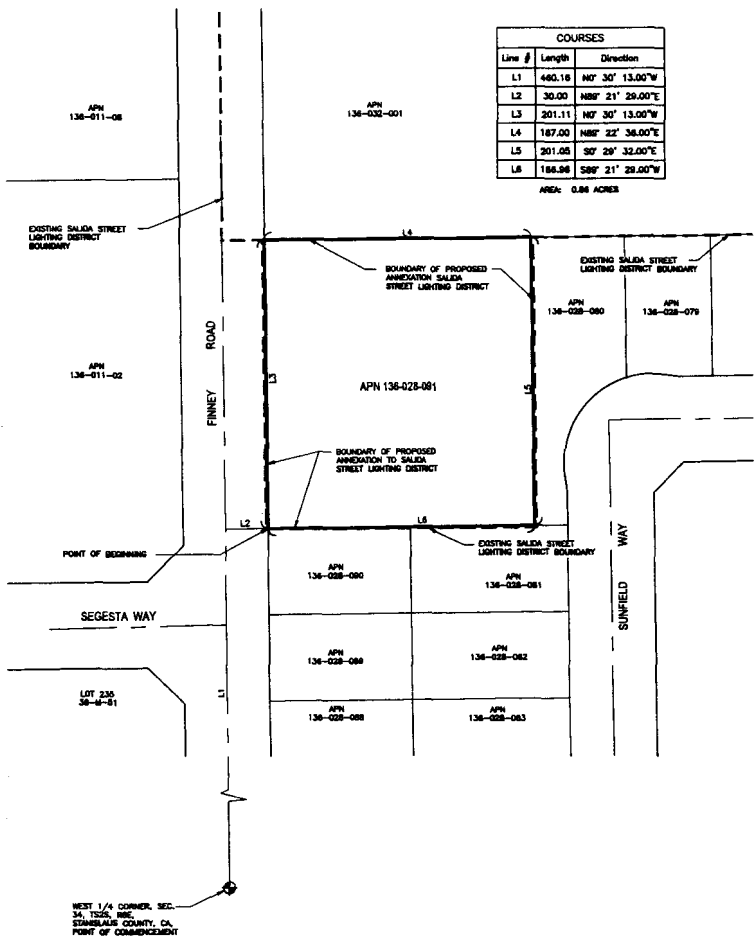 COURSES
Line # Length Direction
L1 460.16 N0° 30' 13.00"W
L2 30.00 N89° 21' 29.00"E
L3 201.11 N0° 30' 13.00"W
L4 187.00 N89° 22' 36.00"E
L5 201.05 S0° 29' 32.00"E
L6 186.96 S89° 21' 29.00"W
AREA: 0.86 ACRES
APN
136-011-06
APN
136-032-001
EXISTING SALIDA STREET
LIGHTING DISTRICT
BOUNDARY
L4
BOUNDARY OF PROPOSED
ANNEXATION SALIDA
STREET LIGHTING DISTRICT
EXISTING SALIDA STREET
LIGHTING DISTRICT BOUNDARY
APN
136-028-080
APN
136-028-079
FINNEY ROAD
APN
136-011-02
L3
APN 136-028-091
L5
BOUNDARY OF PROPOSED
ANNEXATION TO SALIDA
STREET LIGHTING DISTRICT
L2
L6
POINT OF BEGINNING
EXISTING SALIDA STREET
LIGHTING DISTRICT BOUNDARY
SUNFIELD WAY
APN
136-028-090
APN
136-028-081
SEGESTA WAY
APN
136-028-089
APN
136-028-082
LOT 235
38-M-81
L1
APN
136-028-088
APN
136-028-083
WEST 1/4 CORNER, SEC.
34, T2S, R8E,
STANISLAUS COUNTY, CA,
POINT OF COMMENCEMENT